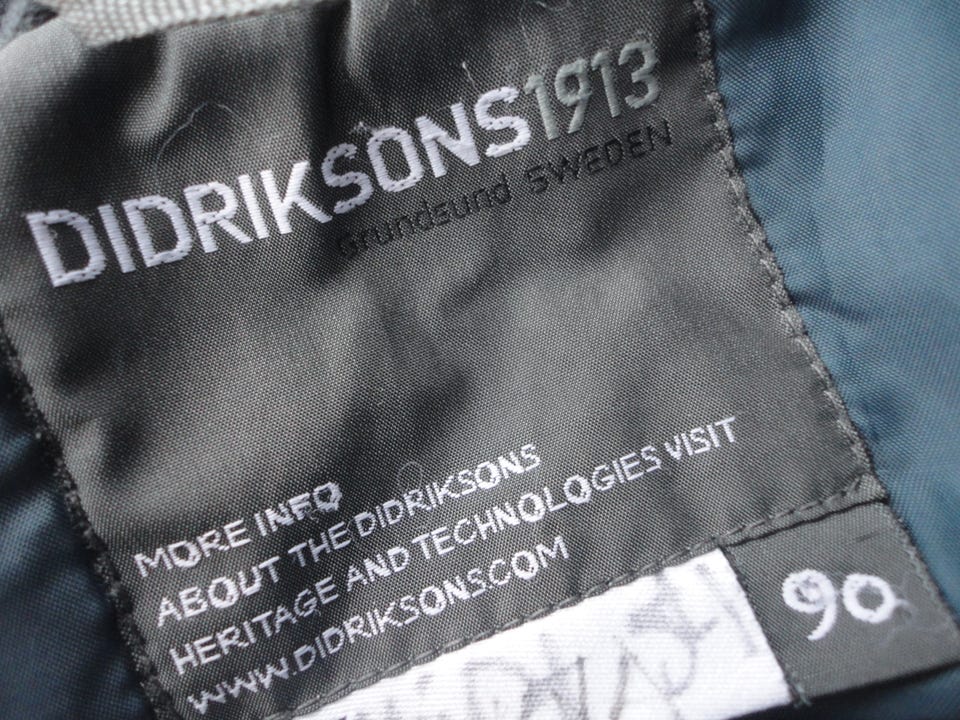 DIDRIKSONS1913
Grundsund SWEDEN
MORE INFO
ABOUT THE DIDRIKSONS
HERITAGE AND TECHNOLOGIES VISIT
WWW.DIDRIKSONS.COM
90